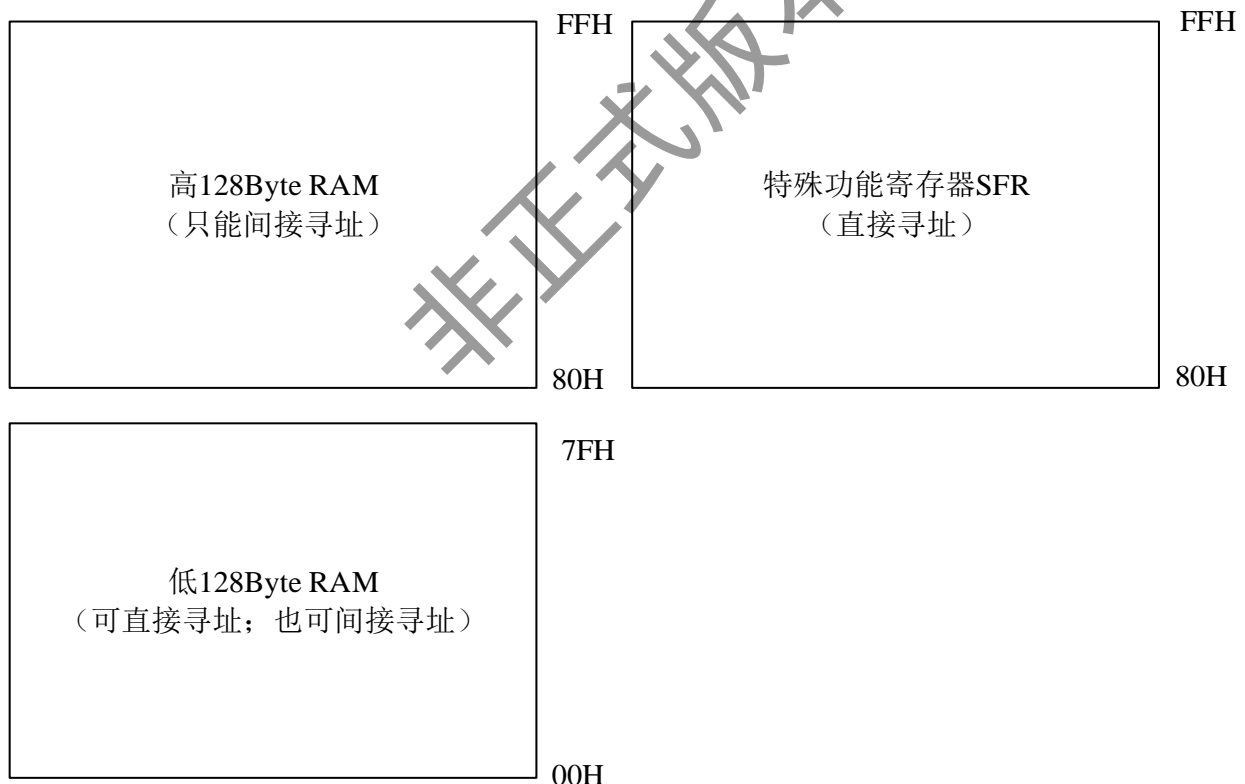 FFH
高128Byte RAM
（只能间接寻址）
80H
FFH
特殊功能寄存器SFR
（直接寻址）
80H
7FH
低128Byte RAM
（可直接寻址；也可间接寻址）
00H
非正式版本